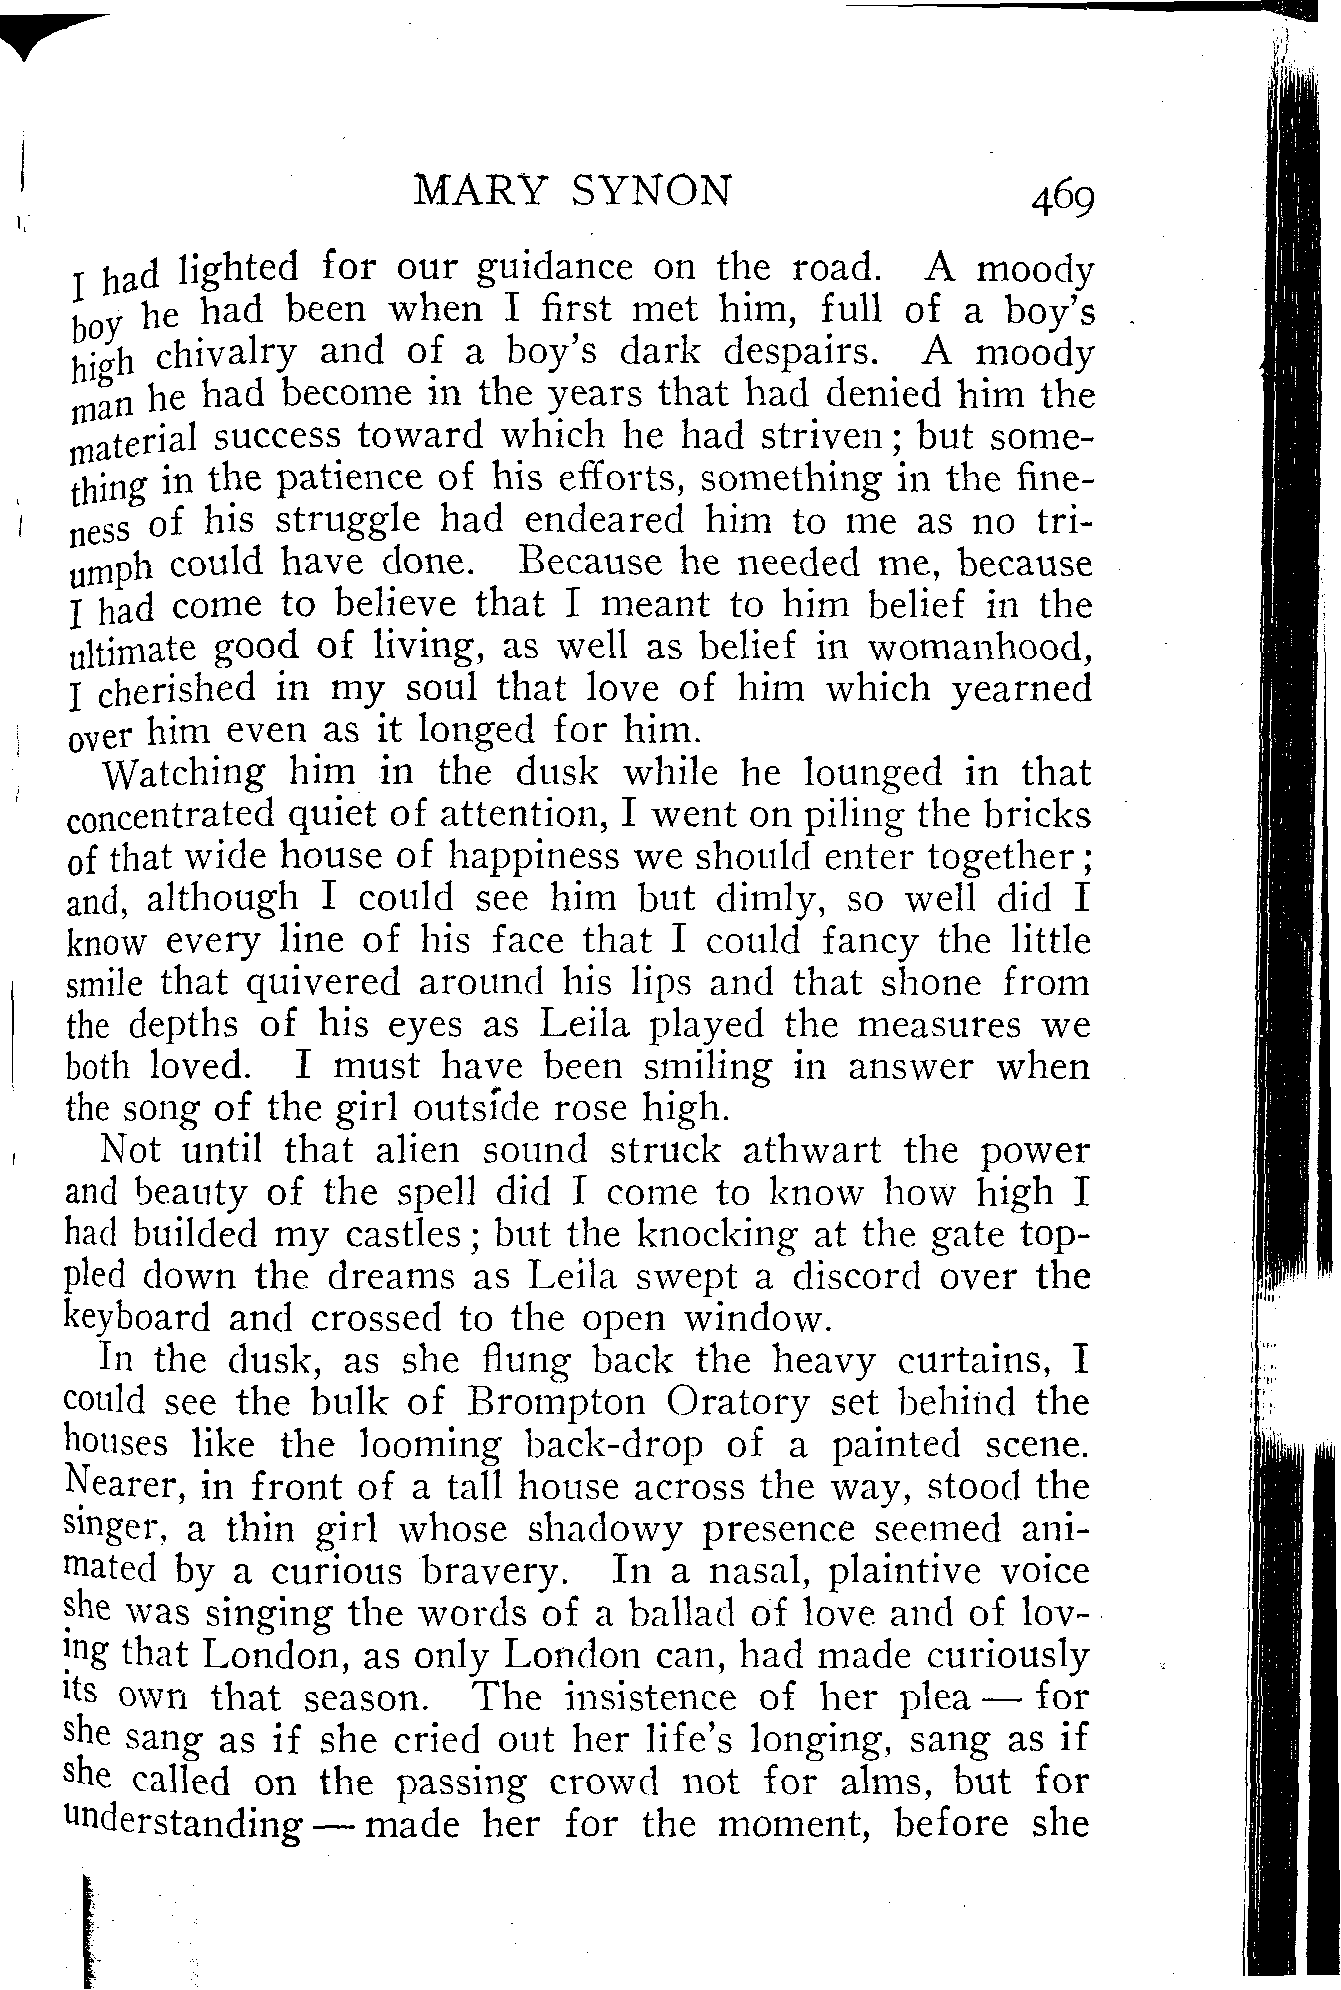 MARY SYNON 469
I had lighted for our guidance on the road. A moody
boy he had been when I first met him, full of a boy's
high chivalry and of a boy's dark despairs. A moody
man he had become in the years that had denied him the
material success toward which he had striven; but some-
thing in the patience of his efforts, something in the fine-
ness of his struggle had endeared him to me as no tri-
umph could have done. Because he needed me, because
I had come to believe that I meant to him belief in the
ultimate good of living, as well as belief in womanhood,
I cherished in my soul that love of him which yearned
over him even as it longed for him.
Watching him in the dusk while he lounged in that
concentrated quiet of attention, I went on piling the bricks
of that wide house of happiness we should enter together;
and, although I could see him but dimly, so well did I
know every line of his face that I could fancy the little
smile that quivered around his lips and that shone from
the depths of his eyes as Leila played the measures we
both loved. I must have been smiling in answer when
the song of the girl outside rose high.
Not until that alien sound struck athwart the power
and beauty of the spell did I come to know how high I
had builded my castles; but the knocking at the gate top-
pled down the dreams as Leila swept a discord over the
keyboard and crossed to the open window.
In the dusk, as she flung back the heavy curtains, I
could see the bulk of Brompton Oratory set behind the
houses like the looming back-drop of a painted scene.
Nearer, in front of a tall house across the way, stood the
singer, a thin girl whose shadowy presence seemed ani-
mated by a curious bravery. In a nasal, plaintive voice
she was singing the words of a ballad of love and of lov-
ing that London, as only London can, had made curiously
its own that season. The insistence of her plea — for
she sang as if she cried out her life's longing, sang as if
she called on the passing crowd not for alms, but for
understanding — made her for the moment, before she